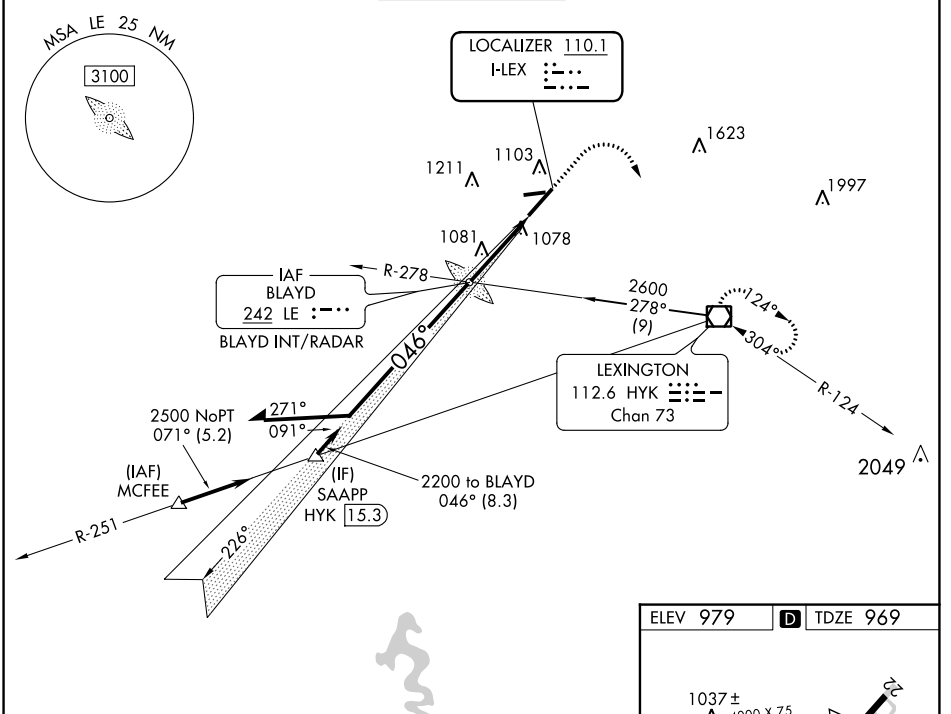 MSA LE 25 NM
3100
LOCALIZER 110.1
I-LEX
1623
1103
1211
1997
1081
1078
R-278
IAF
BLAYD
242 LE
BLAYD INT/RADAR
2600
278°
(9)
124°
304°
R-124
LEXINGTON
112.6 HYK
Chan 73
046°
2500 NoPT
071° (5.2)
271°
091°
(IAF)
MCFEE
(IF)
SAAPP
HYK 15.3
2200 to BLAYD
046° (8.3)
2049
R-251
226°
ELEV 979
D
TDZE 969
1037±
22